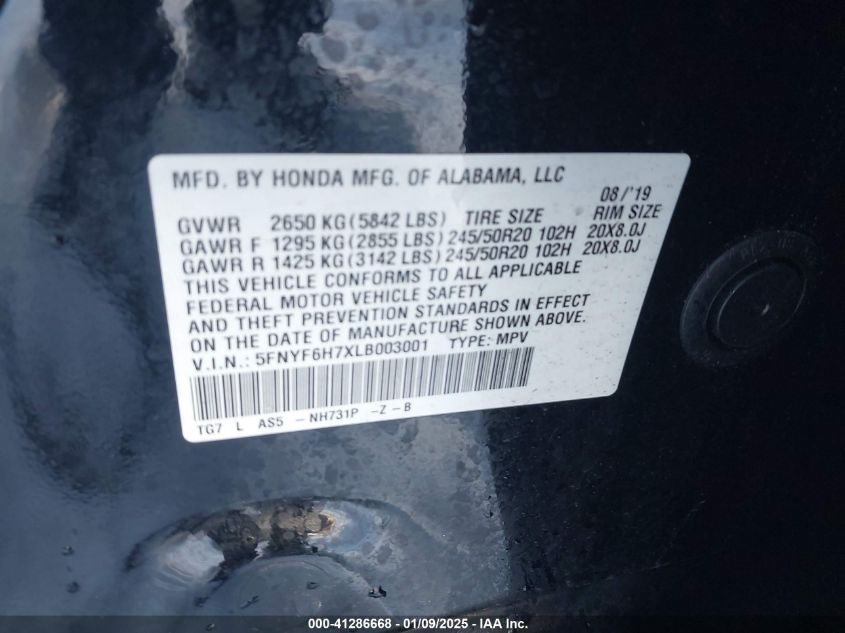 MFD. BY HONDA MFG. OF ALABAMA, LLC
08/'19
GVWR 2650 KG(5842 LBS) TIRE SIZE RIM SIZE
GAWR F 1295 KG(2855 LBS) 245/50R20 102H 20X8.0J
GAWR R 1425 KG(3142 LBS) 245/50R20 102H 20X8.0J
THIS VEHICLE CONFORMS TO ALL APPLICABLE
FEDERAL MOTOR VEHICLE SAFETY
AND THEFT PREVENTION STANDARDS IN EFFECT
ON THE DATE OF MANUFACTURE SHOWN ABOVE.
V.I.N.: 5FNYF6H7XLB003001 TYPE: MPV
TG7 L AS5 -NH731P -Z-B
000-41286668 - 01/09/2025 - IAA Inc.